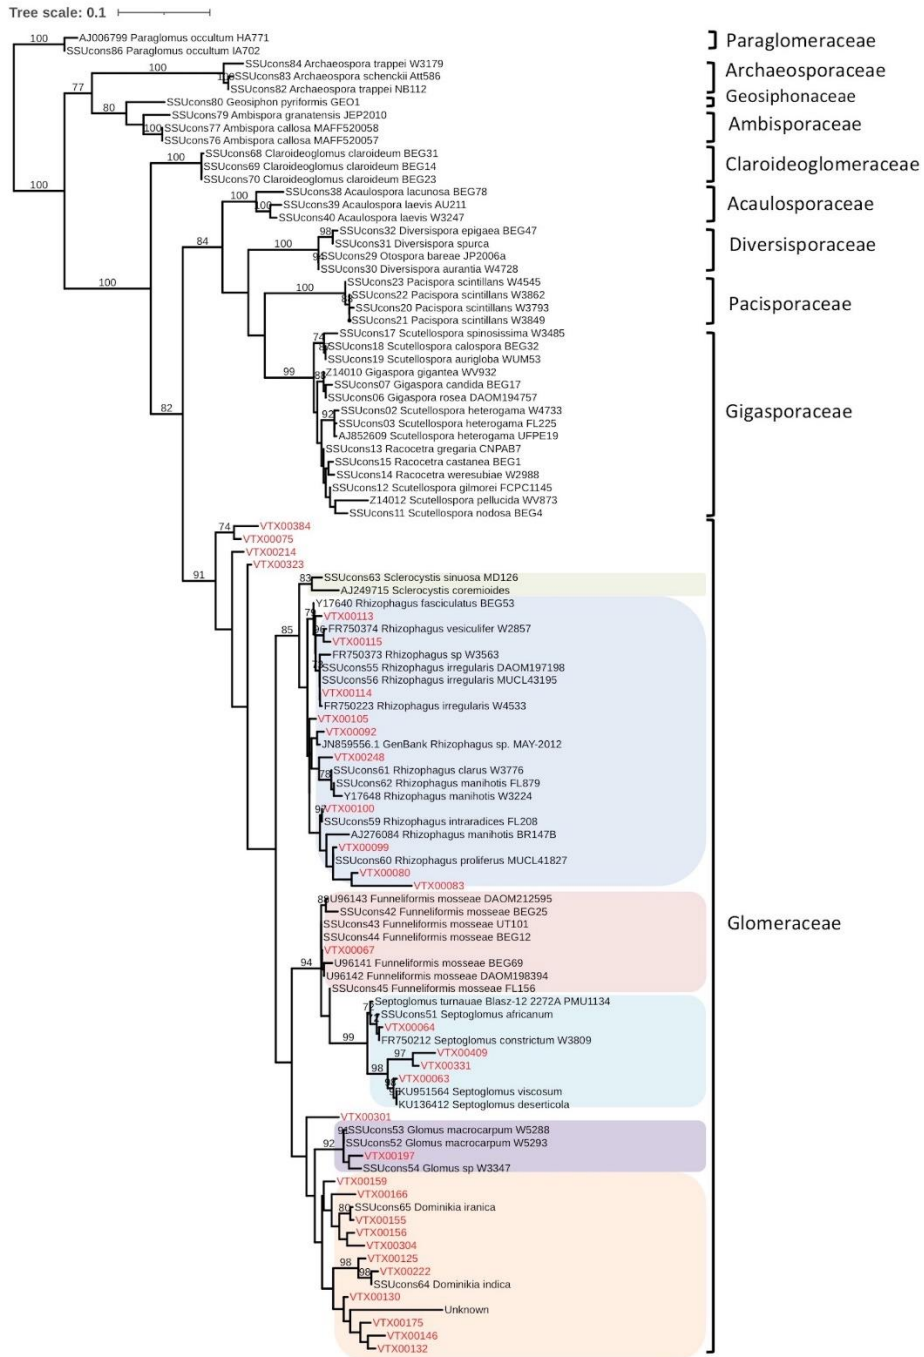 Tree scale: 0.1
100
AJ006799 Paraglomus occultum HA771
SSUcons86 Paraglomus occultum IA702
Paraglomeraceae
100
SSUcons84 Archaeospora trappei W3179
SSUcons83 Archaeospora schenckii Att586
SSUcons82 Archaeospora trappei NB112
Archaeosporaceae
77
80
SSUcons80 Geosiphon pyriformis GEO1
Geosiphonaceae
SSUcons79 Ambispora granatensis JEP2010
100
SSUcons77 Ambispora callosa MAFF520058
SSUcons76 Ambispora callosa MAFF520057
Ambisporaceae
100
100
SSUcons68 Claroideoglomus claroideum BEG31
SSUcons69 Claroideoglomus claroideum BEG14
SSUcons70 Claroideoglomus claroideum BEG23
Claroideoglomeraceae
100
SSUcons38 Acaulospora lacunosa BEG78
100
SSUcons39 Acaulospora laevis AU211
SSUcons40 Acaulospora laevis W3247
Acaulosporaceae
84
100
98
SSUcons32 Diversispora epigaea BEG47
SSUcons31 Diversispora spurca
SSUcons29 Otospora bareae JP2006a
SSUcons30 Diversispora aurantia W4728
Diversisporaceae
100
100
SSUcons23 Pacispora scintillans W4545
SSUcons22 Pacispora scintillans W3862
SSUcons20 Pacispora scintillans W3793
SSUcons21 Pacispora scintillans W3849
Pacisporaceae
74
SSUcons17 Scutellospora spinosissima W3485
SSUcons18 Scutellospora calospora BEG32
SSUcons19 Scutellospora aurigloba WUM53
99
Z14010 Gigaspora gigantea WV932
SSUcons07 Gigaspora candida BEG17
SSUcons06 Gigaspora rosea DAOM194757
82
92
SSUcons02 Scutellospora heterogama W4733
SSUcons03 Scutellospora heterogama FL225
AJ852609 Scutellospora heterogama UFPE19
SSUcons13 Racocetra gregaria CNPAB7
SSUcons15 Racocetra castanea BEG1
SSUcons14 Racocetra weresubiae W2988
SSUcons12 Scutellospora gilmorei FCPC1145
Z14012 Scutellospora pellucida WV873
SSUcons11 Scutellospora nodosa BEG4
Gigasporaceae
74
VTX00384
VTX00075
VTX00214
VTX00323
91
83
SSUcons63 Sclerocystis sinuosa MD126
AJ249715 Sclerocystis coremioides
85
Y17640 Rhizophagus fasciculatus BEG53
VTX00113
FR750374 Rhizophagus vesiculifer W2857
VTX00115
FR750373 Rhizophagus sp W3563
SSUcons55 Rhizophagus irregularis DAOM197198
SSUcons56 Rhizophagus irregularis MUCL43195
VTX00114
FR750223 Rhizophagus irregularis W4533
VTX00105
VTX00092
JN859556.1 GenBank Rhizophagus sp. MAY-2012
VTX00248
78
SSUcons61 Rhizophagus clarus W3776
SSUcons62 Rhizophagus manihotis FL879
Y17648 Rhizophagus manihotis W3224
VTX00100
SSUcons59 Rhizophagus intraradices FL208
AJ276084 Rhizophagus manihotis BR147B
VTX00099
SSUcons60 Rhizophagus proliferus MUCL41827
VTX00080
VTX00083
U96143 Funneliformis mosseae DAOM212595
SSUcons42 Funneliformis mosseae BEG25
SSUcons43 Funneliformis mosseae UT101
SSUcons44 Funneliformis mosseae BEG12
VTX00067
94
U96141 Funneliformis mosseae BEG69
U96142 Funneliformis mosseae DAOM198394
SSUcons45 Funneliformis mosseae FL156
Septoglomus turnauae Blasz-12 2272A PMU1134
SSUcons51 Septoglomus africanum
VTX00064
99
FR750212 Septoglomus constrictum W3809
97
VTX00409
VTX00331
98
VTX00063
KU951564 Septoglomus viscosum
KU136412 Septoglomus deserticola
VTX00301
SSUcons53 Glomus macrocarpum W5288
92
SSUcons52 Glomus macrocarpum W5293
VTX00197
SSUcons54 Glomus sp W3347
VTX00159
VTX00166
80
SSUcons65 Dominikia iranica
VTX00155
VTX00156
VTX00304
98
VTX00125
98
VTX00222
SSUcons64 Dominikia indica
VTX00130
Unknown
VTX00175
VTX00146
VTX00132
Glomeraceae